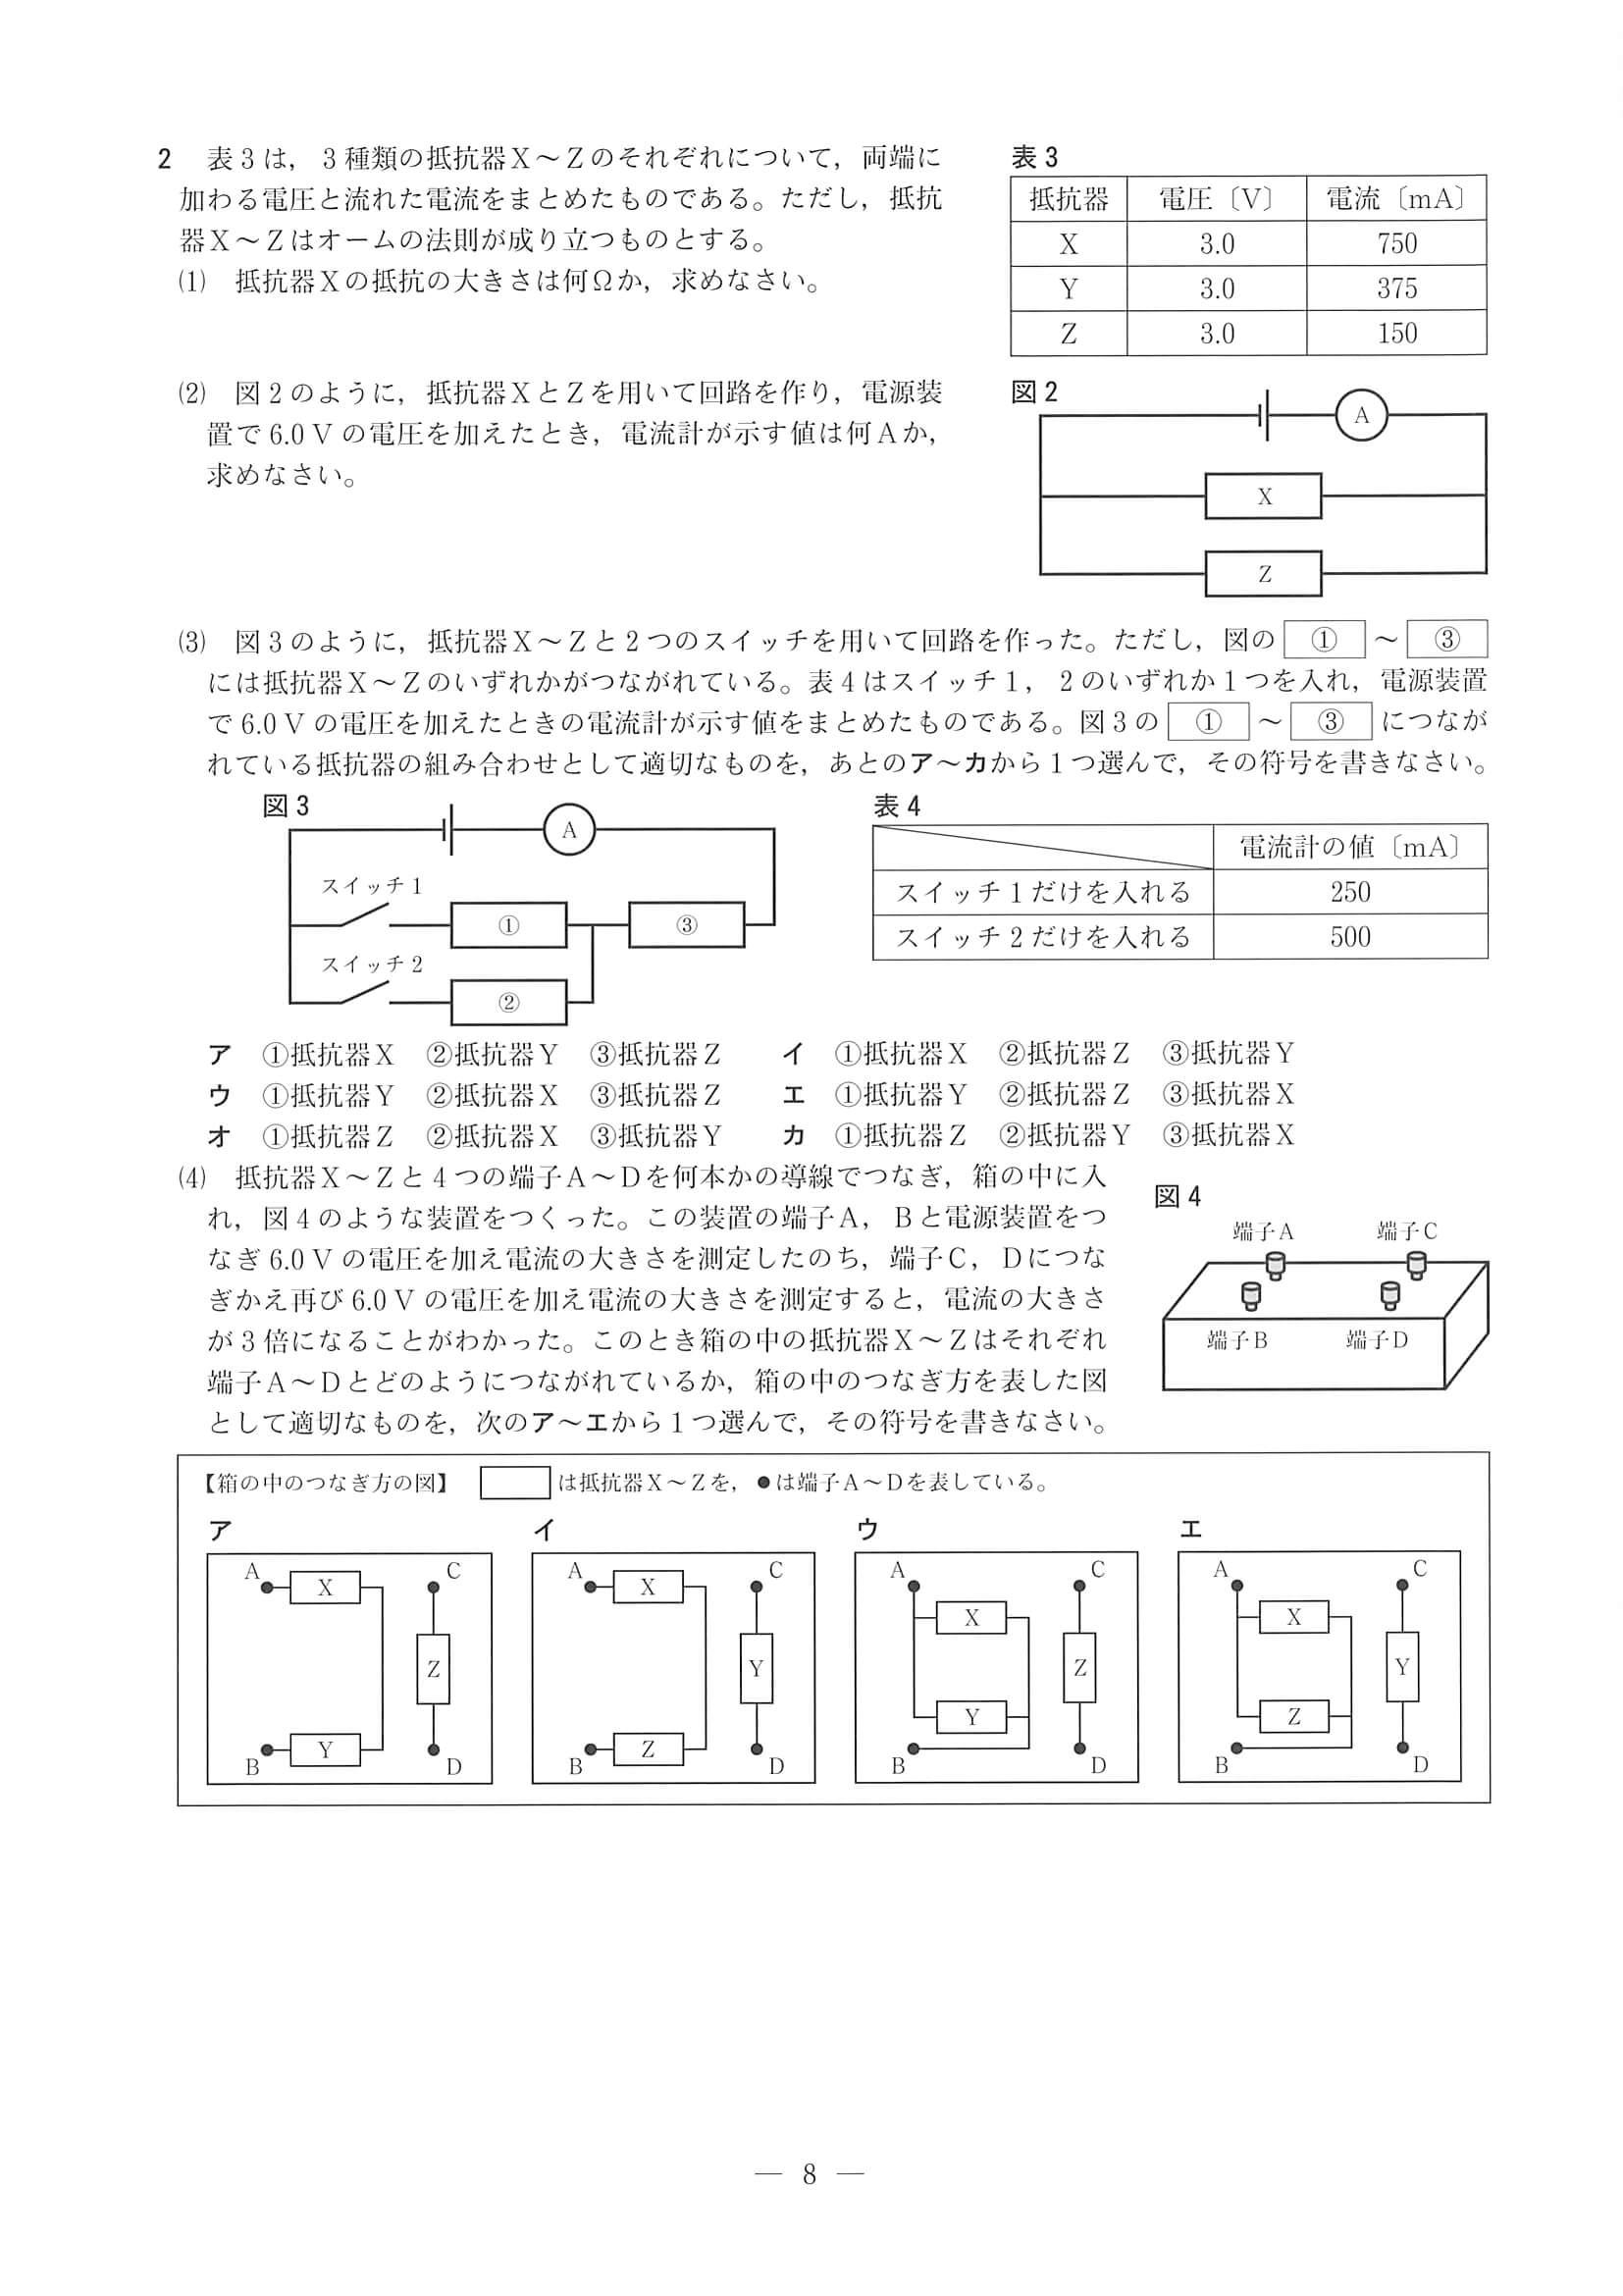 2 表3は，3種類の抵抗器X～Zのそれぞれについて，両端に
加わる電圧と流れた電流をまとめたものである。ただし，抵抗
器X～Zはオームの法則が成り立つものとする。
(1) 抵抗器Xの抵抗の大きさは何Ωか，求めなさい。
表3
抵抗器 電圧〔V〕 電流〔mA〕
X 3.0 750
Y 3.0 375
Z 3.0 150
(2) 図2のように，抵抗器XとZを用いて回路を作り，電源装
置で6.0Vの電圧を加えたとき，電流計が示す値は何Aか，
求めなさい。
図2
A
X
Z
(3) 図3のように，抵抗器X～Zと2つのスイッチを用いて回路を作った。ただし，図の ① ～ ③
には抵抗器X～Zのいずれかがつながれている。表4はスイッチ1，2のいずれか1つを入れ，電源装置
で6.0Vの電圧を加えたときの電流計が示す値をまとめたものである。図3の ① ～ ③ につなが
れている抵抗器の組み合わせとして適切なものを，あとのア～カから1つ選んで，その符号を書きなさい。
図3
A
スイッチ1
① ③
スイッチ2
②
表4
電流計の値〔mA〕
スイッチ1だけを入れる 250
スイッチ2だけを入れる 500
ア ①抵抗器X ②抵抗器Y ③抵抗器Z イ ①抵抗器X ②抵抗器Z ③抵抗器Y
ウ ①抵抗器Y ②抵抗器X ③抵抗器Z エ ①抵抗器Y ②抵抗器Z ③抵抗器X
オ ①抵抗器Z ②抵抗器X ③抵抗器Y カ ①抵抗器Z ②抵抗器Y ③抵抗器X
(4) 抵抗器X～Zと4つの端子A～Dを何本かの導線でつなぎ，箱の中に入
れ，図4のような装置をつくった。この装置の端子A，Bと電源装置をつ
なぎ6.0Vの電圧を加え電流の大きさを測定したのち，端子C，Dにつな
ぎかえ再び6.0Vの電圧を加え電流の大きさを測定すると，電流の大きさ
が3倍になることがわかった。このとき箱の中の抵抗器X～Zはそれぞれ
端子A～Dとどのようにつながれているか，箱の中のつなぎ方を表した図
として適切なものを，次のア～エから1つ選んで，その符号を書きなさい。
図4
端子A 端子C
端子B 端子D
【箱の中のつなぎ方の図】 は抵抗器X～Zを，●は端子A～Dを表している。
ア イ ウ エ
A X C
Z
B Y D
A X C
Y
B Z D
A C
X
Z
Y
B D
A C
X
Y
Z
B D
— 8 —